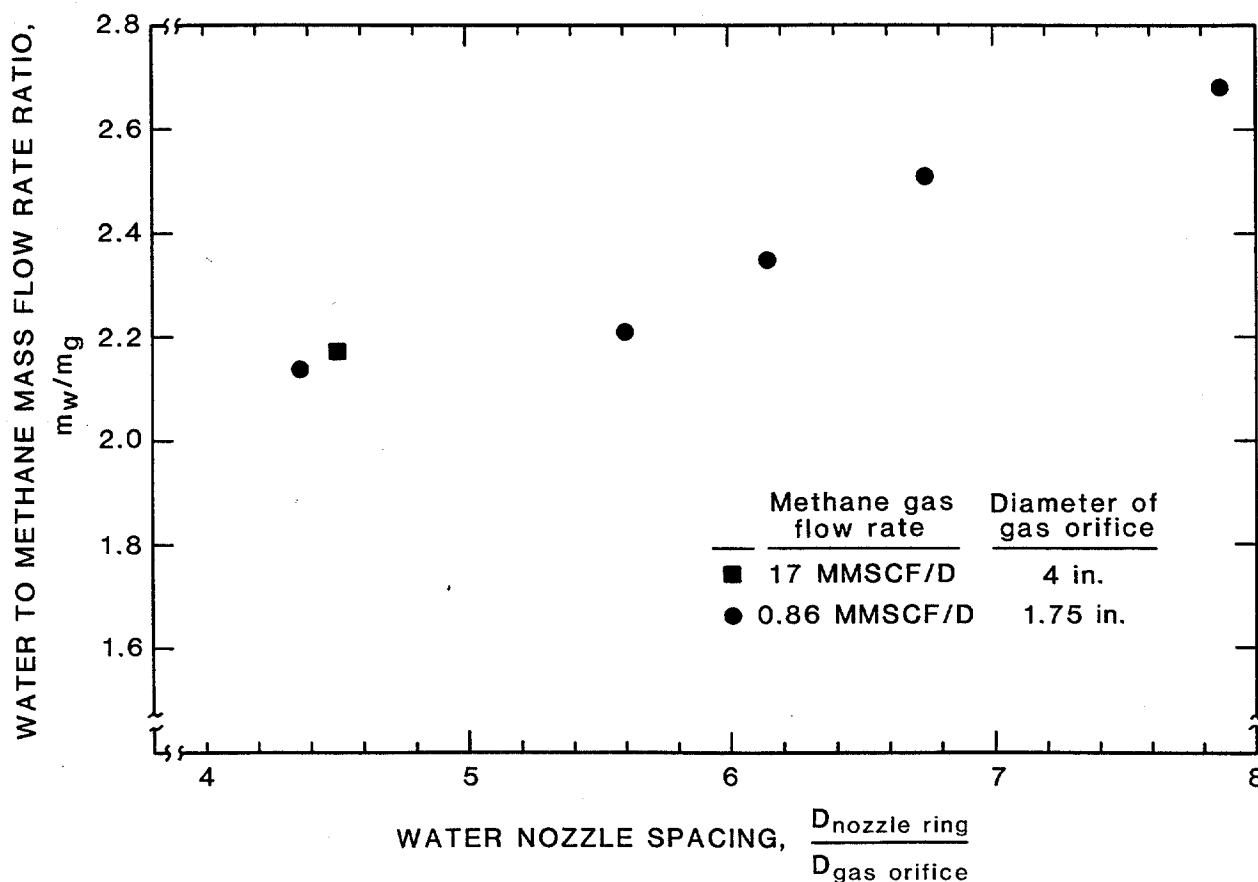 WATER TO METHANE MASS FLOW RATE RATIO,
mw/mg
2.8
2.6
2.4
2.2
2.0
1.8
1.6
Methane gas flow rate
Diameter of gas orifice
■ 17 MMSCF/D 4 in.
● 0.86 MMSCF/D 1.75 in.
4 5 6 7 8
WATER NOZZLE SPACING, Dnozzle ring
Dgas orifice